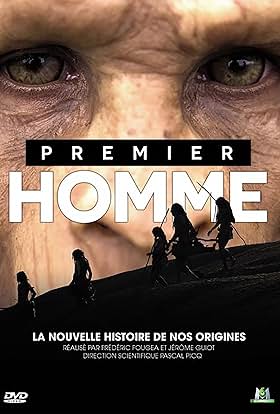 PREMIER
HOMME
LA NOUVELLE HISTOIRE DE NOS ORIGINES
RÉALISÉ PAR FRÉDÉRIC FOUGEA ET JÉRÔME GUIOT
DIRECTION SCIENTIFIQUE PASCAL PICQ
DVD
M6